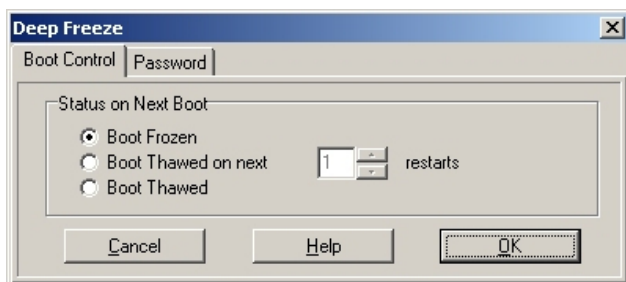 Deep Freeze
Boot Control
Password
Status on Next Boot
Boot Frozen
Boot Thawed on next 1 restarts
Boot Thawed
Cancel
Help
OK